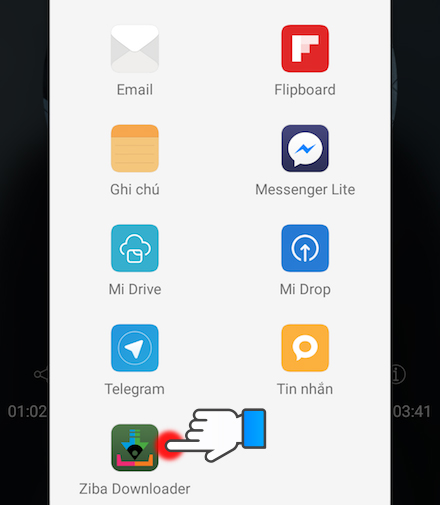 Email
Flipboard
Ghi chú
Messenger Lite
Mi Drive
Mi Drop
Telegram
Tin nhắn
01:02
03:41
Ziba Downloader